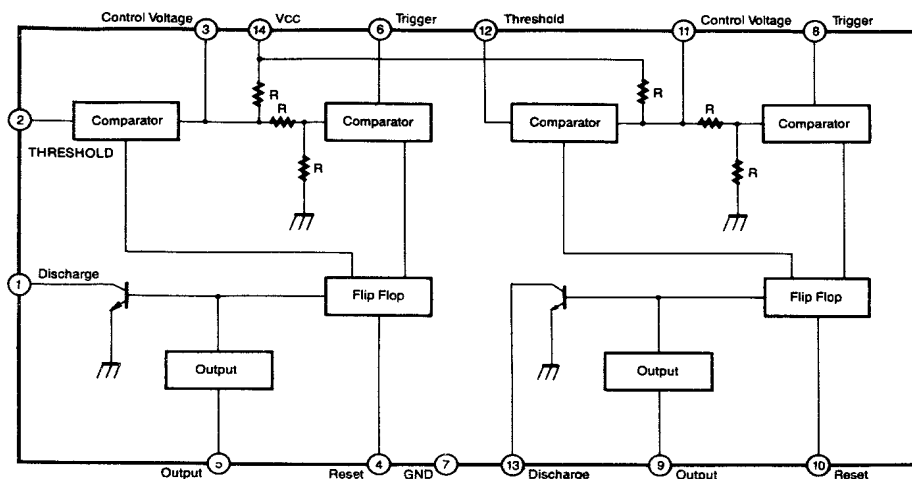 Control Voltage VCC Trigger Threshold Control Voltage Trigger
3 14 6 12 11 8
R R
R R
2 Comparator Comparator Comparator Comparator
THRESHOLD
R R
1 Discharge
Flip Flop Flip Flop
Output Output
5 4 7 13 9 10
Output Reset GND Discharge Output Reset